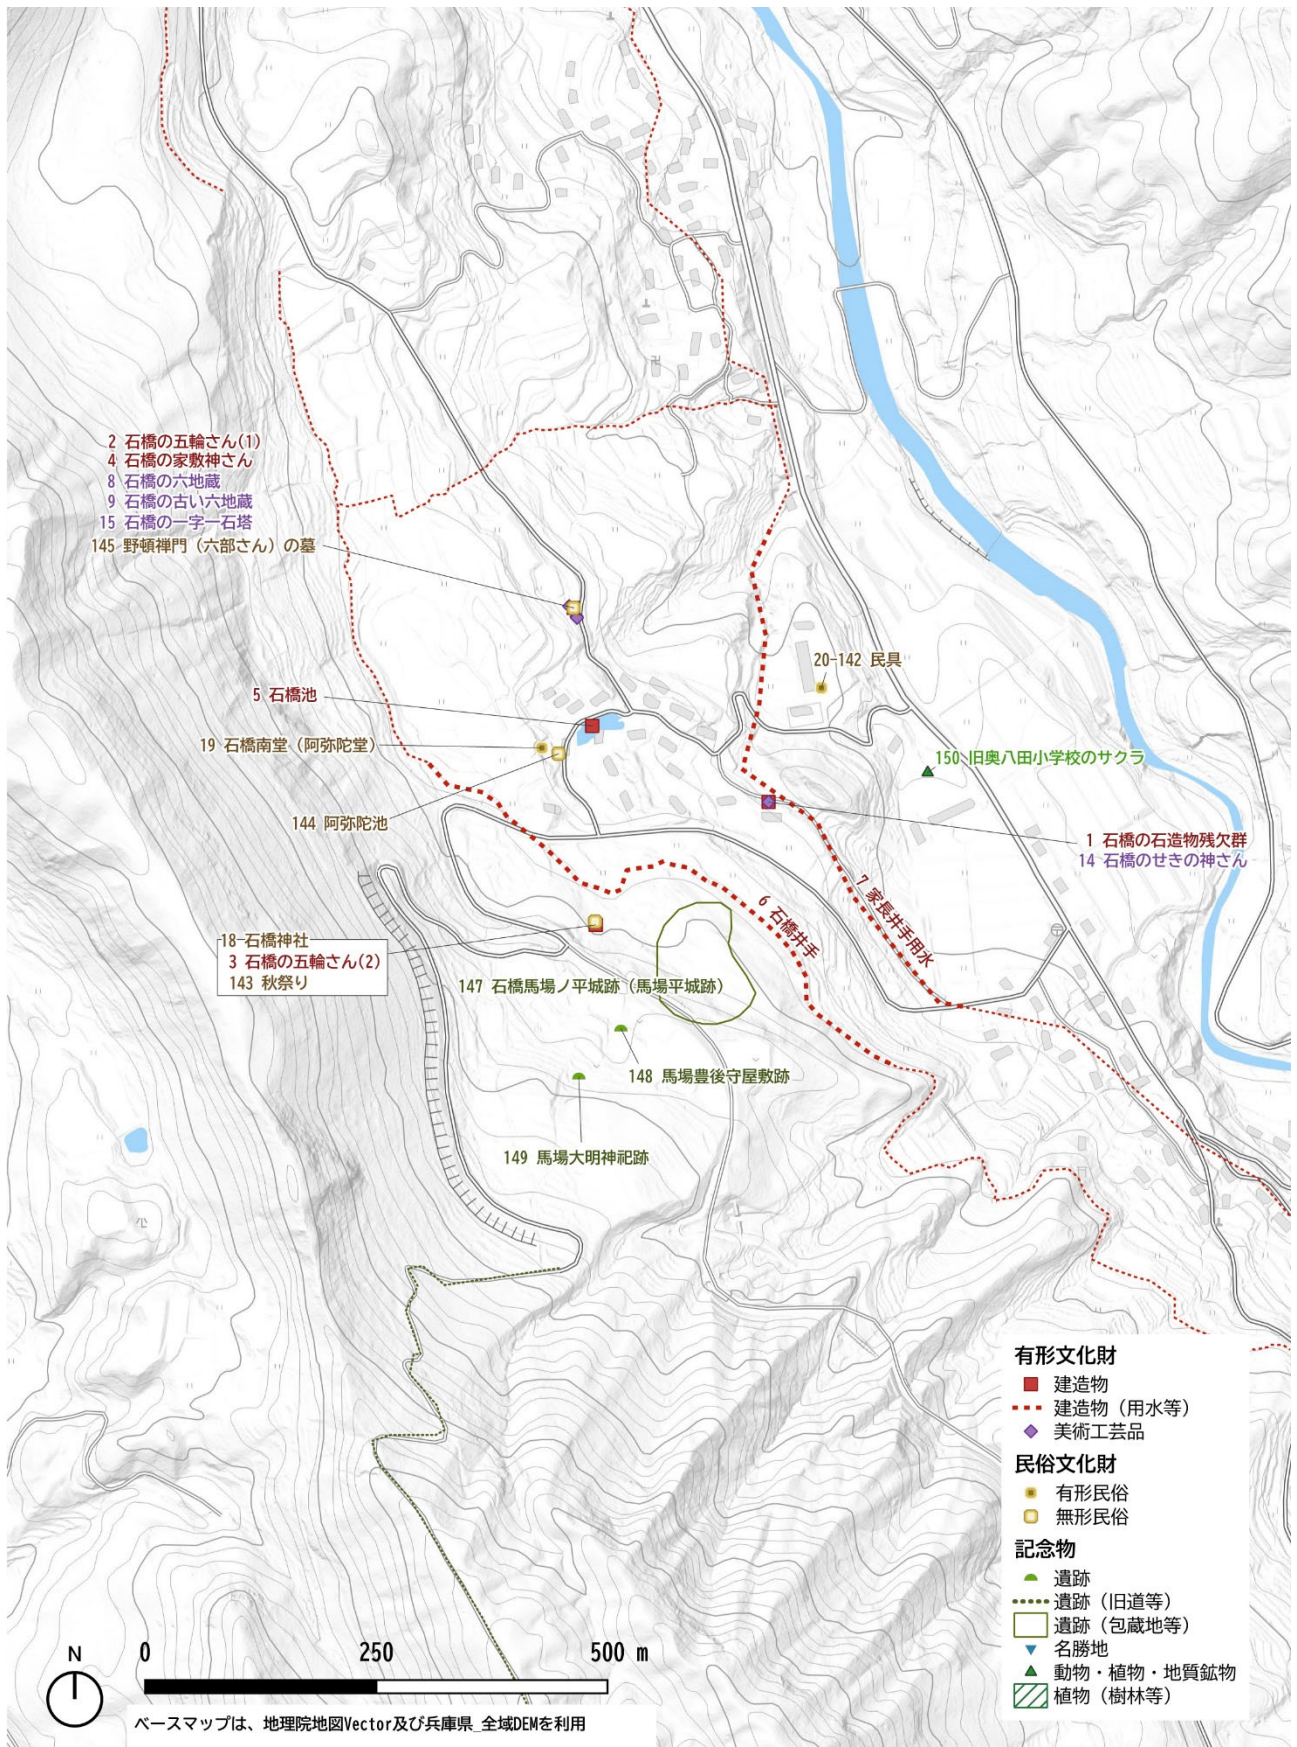 2 石橋の五輪さん(1)
4 石橋の家敷神さん
8 石橋の六地蔵
9 石橋の古い六地蔵
15 石橋の一字一石塔
145 野頓禅門（六部さん）の墓
20-142 民具
5 石橋池
19 石橋南堂（阿弥陀堂）
150 旧奥八田小学校のサクラ
144 阿弥陀池
1 石橋の石造物残欠群
14 石橋のせきの神さん
6 石橋井手
7 家長井手用水
18 石橋神社
3 石橋の五輪さん(2)
143 秋祭り
147 石橋馬場ノ平城跡（馬場平城跡）
148 馬場豊後守屋敷跡
149 馬場大明神祀跡
有形文化財
建造物
建造物（用水等）
美術工芸品
民俗文化財
有形民俗
無形民俗
記念物
遺跡
遺跡（旧道等）
遺跡（包蔵地等）
名勝地
動物・植物・地質鉱物
植物（樹林等）
N
0 250 500 m
ベースマップは、地理院地図Vector及び兵庫県_全域DEMを利用